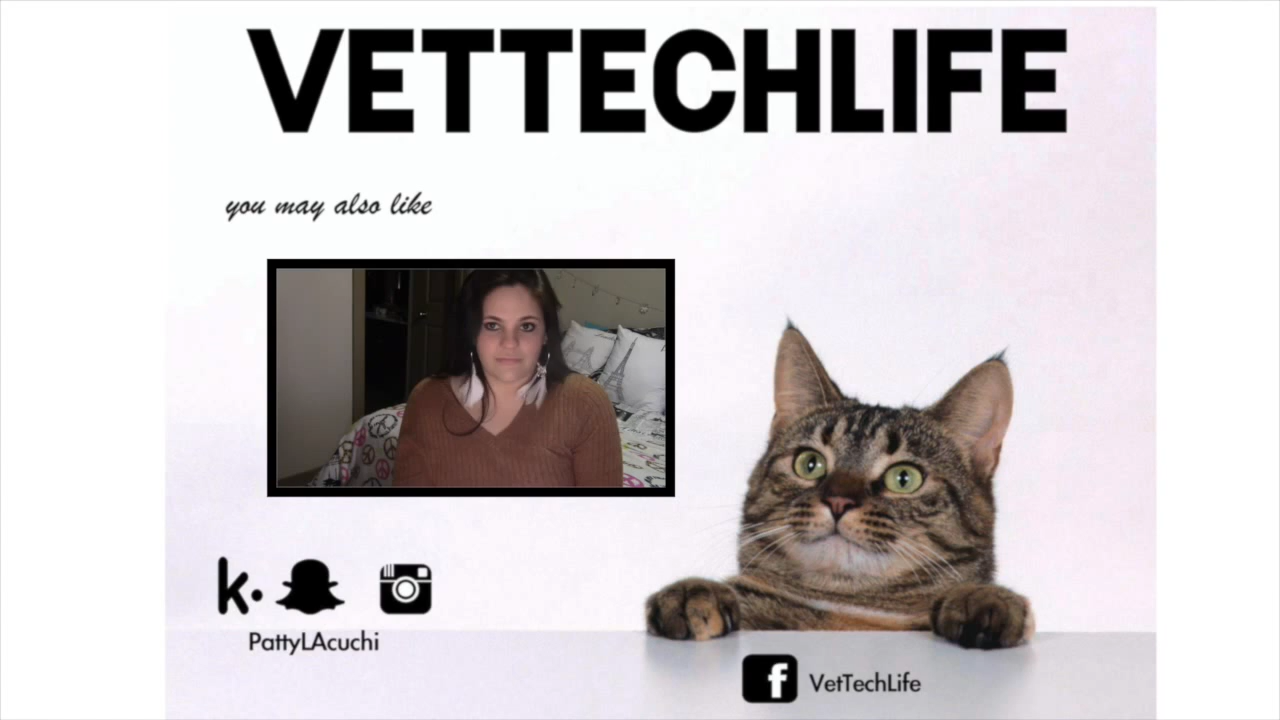 VETTECHLIFE
you may also like
k.
PattyLAcuchi
f VetTechLife